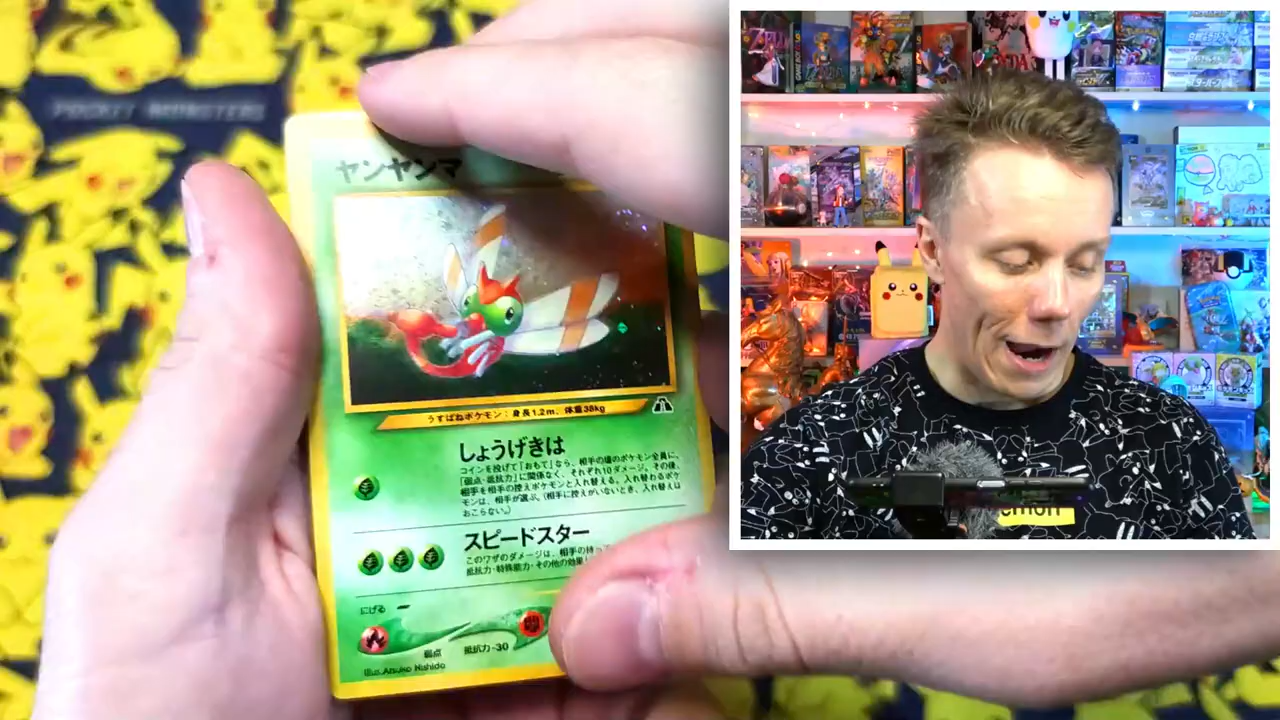 POCKET MONSTERS
ヤンヤンマ
うすばねポケモン：身長1.2m、体重38kg
しょうげきは
コインを投げて「おもて」なら、相手の場のポケモン全員に、
「弱点・抵抗力」に関係なく、それぞれ10ダメージ。その後、
相手を相手の控えポケモンと入れ替える。入れ替わるポケ
モンは、相手が選ぶ。（相手に控えがいないとき、入れ替えは
おこらない。）
スピードスター
このワザのダメージは、相手の持っ
抵抗力・特殊能力・その他の効果
にげる
弱点
抵抗力 -30
Illus. Atsuko Nishida
emon